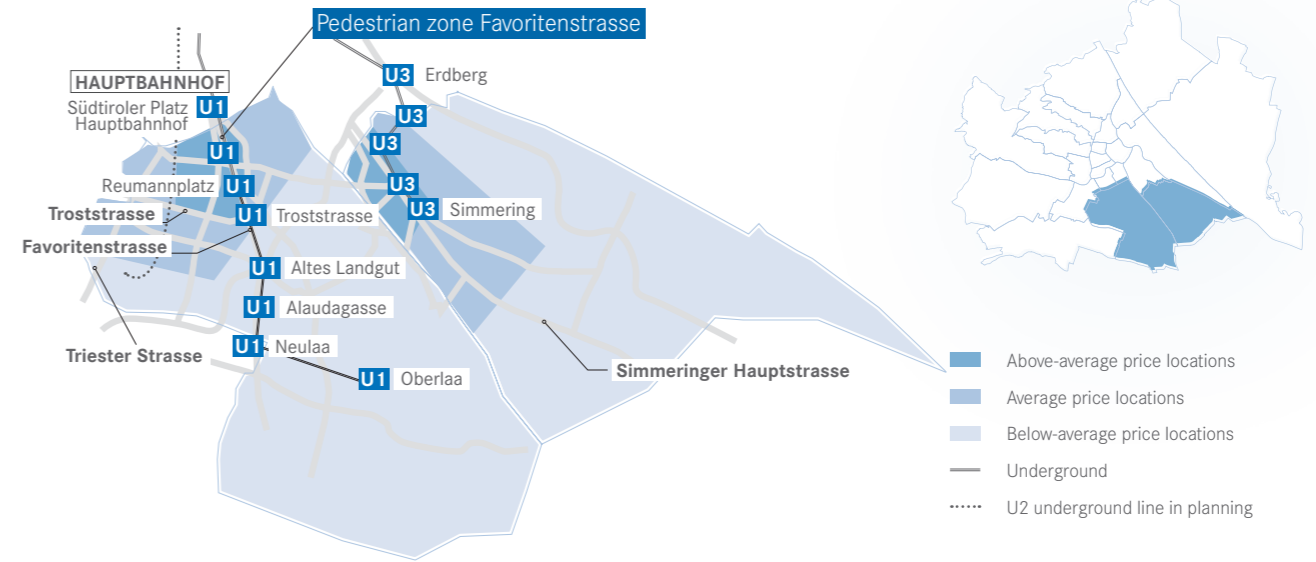 Pedestrian zone Favoritenstrasse
U3 Erdberg
HAUPTBAHNHOF
Südtiroler Platz
Hauptbahnhof
U1
U3
U3
U1
Reumannplatz
U1
U3
Troststrasse
U1 Troststrasse
U3 Simmering
Favoritenstrasse
U1 Altes Landgut
U1 Alaudagasse
Triester Strasse
U1 Neulaa
U1 Oberlaa
Simmeringer Hauptstrasse
Above-average price locations
Average price locations
Below-average price locations
Underground
U2 underground line in planning